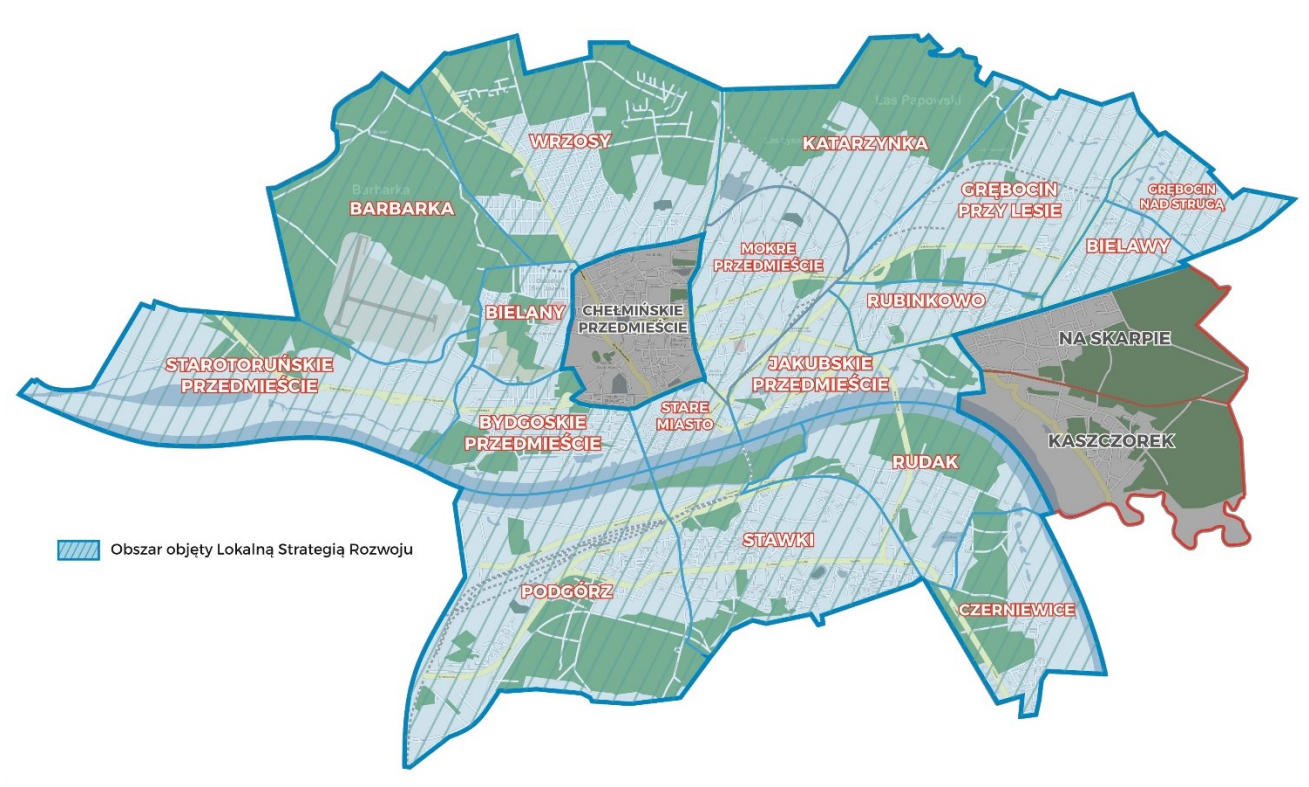 Las Papowski
WRZOSY
KATARZYNKA
Barbarka
BARBARKA
GRĘBOCIN
PRZY LESIE
GRĘBOCIN
NAD STRUGĄ
BIELAWY
MOKRE
PRZEDMIEŚCIE
RUBINKOWO
BIELANY
CHEŁMIŃSKIE
PRZEDMIEŚCIE
NA SKARPIE
STAROTORUŃSKIE
PRZEDMIEŚCIE
JAKUBSKIE
PRZEDMIEŚCIE
STARE
MIASTO
BYDGOSKIE
PRZEDMIEŚCIE
KASZCZOREK
RUDAK
STAWKI
Obszar objęty Lokalną Strategią Rozwoju
PODGÓRZ
CZERNIEWICE